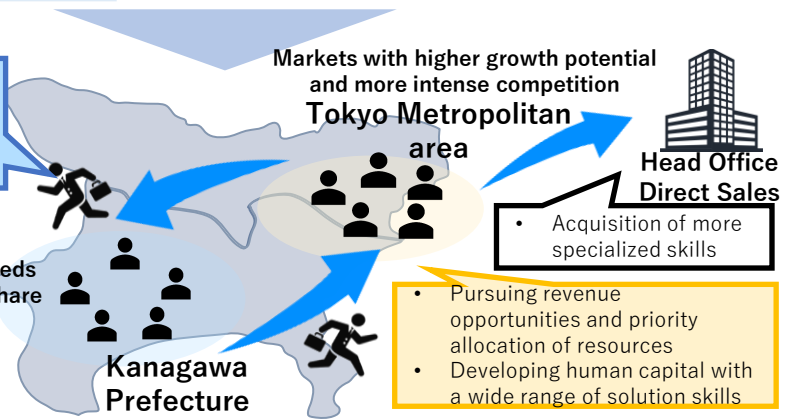 Markets with higher growth potential
and more intense competition
Tokyo Metropolitan
area
Head Office
Direct Sales
• Acquisition of more
specialized skills
eds
hare
• Pursuing revenue
opportunities and priority
allocation of resources
• Developing human capital with
a wide range of solution skills
Kanagawa
Prefecture